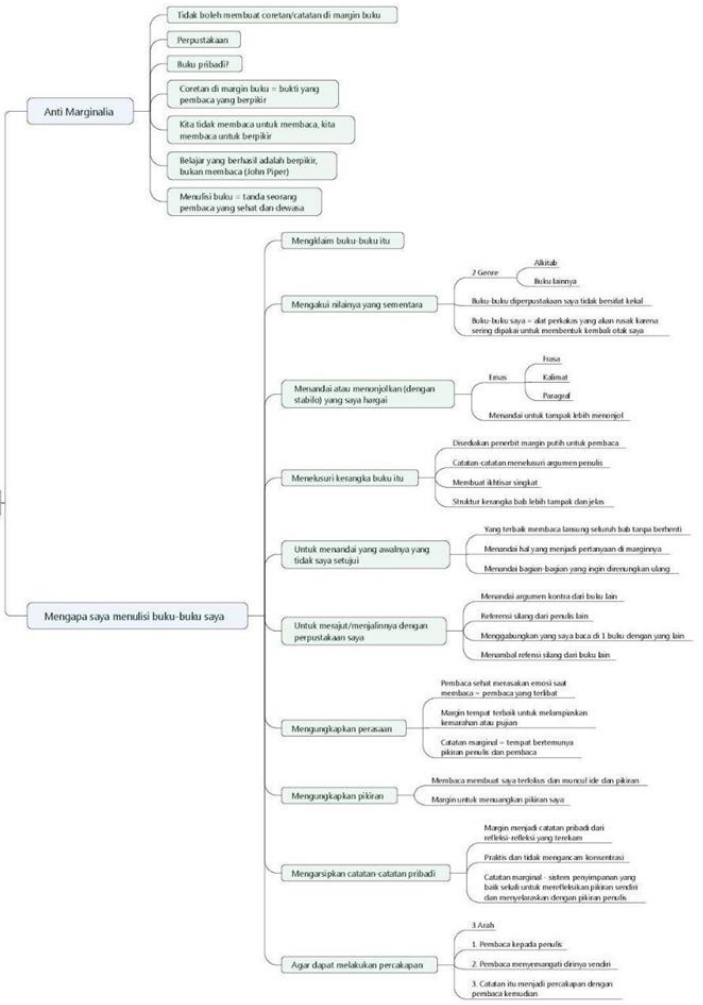 Anti Marginalia
Tidak boleh membuat coretan/catatan di margin buku
Perpustakaan
Buku pribadi?
Coretan di margin buku = bukti yang
pembaca yang berpikir
Kita tidak membaca untuk membaca, kita
membaca untuk berpikir
Belajar yang berhasil adalah berpikir,
bukan membaca (John Piper)
Menulisi buku = tanda seorang
pembaca yang sehat dan dewasa
Mengapa saya menulisi buku-buku saya
Mengklaim buku-buku itu
Mengakui nilainya yang sementara
2 Genre
Alkitab
Buku lainnya
Buku-buku diperpustakaan saya tidak bersifat kekal
Buku-buku saya = alat perkakas yang akan rusak karena
sering dipakai untuk membentuk kembali otak saya
Menandai atau menonjolkan (dengan
stabilo) yang saya hargai
Emas
Frasa
Kalimat
Paragraf
Menandai untuk tampak lebih menonjol
Menelusuri kerangka buku itu
Disediakan penerbit margin putih untuk pembaca
Catatan-catatan menelusuri argumen penulis
Membuat ikhtisar singkat
Struktur kerangka bab lebih tampak dan jelas
Untuk menandai yang awalnya yang
tidak saya setujui
Yang terbaik membaca lansung seluruh bab tanpa berhenti
Menandai hal yang menjadi pertanyaan di marginnya
Menandai bagian-bagian yang ingin direnungkan ulang
Untuk merajut/menjalinnya dengan
perpustakaan saya
Menandai argumen kontra dari buku lain
Referensi silang dari penulis lain
Menggabungkan yang saya baca di 1 buku dengan yang lain
Menambal refensi silang dari buku lain
Mengungkapkan perasaan
Pembaca sehat merasakan emosi saat
membaca = pembaca yang terlibat
Margin tempat terbaik untuk melampiaskan
kemarahan atau pujian
Catatan marginal = tempat bertemunya
pikiran penulis dan pembaca
Mengungkapkan pikiran
Membaca membuat saya terfokus dan muncul ide dan pikiran
Margin untuk menuangkan pikiran saya
Mengarsipkan catatan-catatan pribadi
Margin menjadi catatan pribadi dari
refleksi-refleksi yang terekam
Praktis dan tidak mengancam konsentrasi
Catatan marginal - sistem penyimpanan yang
baik sekali untuk merefleksikan pikiran sendiri
dan menyelaraskan dengan pikiran penulis
Agar dapat melakukan percakapan
3 Arah
1. Pembaca kepada penulis
2. Pembaca menyemangati dirinya sendiri
3. Catatan itu menjadi percakapan dengan
pembaca kemudian